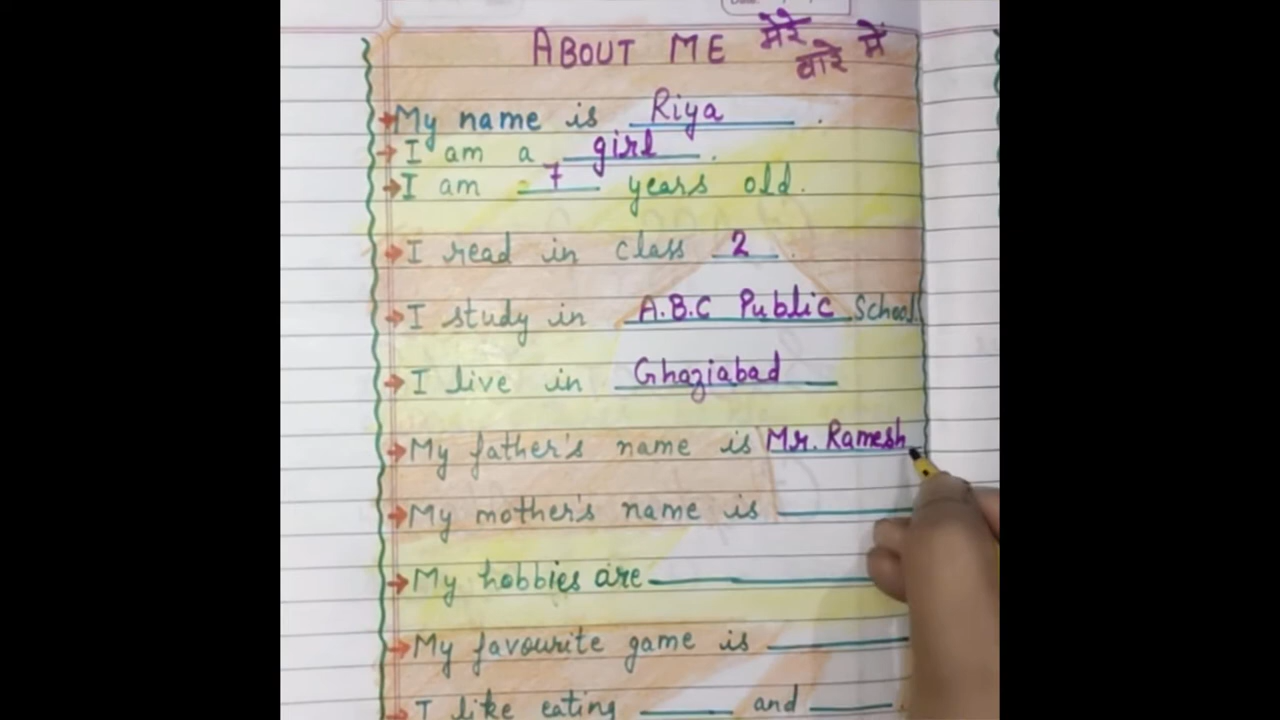 ABOUT ME मेरे बारे में
My name is Riya.
I am a girl.
I am 7 years old.
I read in class 2.
I study in A.B.C Public School.
I live in Ghaziabad
My father's name is Mr. Ramesh
My mother's name is
My hobbies are
My favourite game is
I like eating ______ and ______.